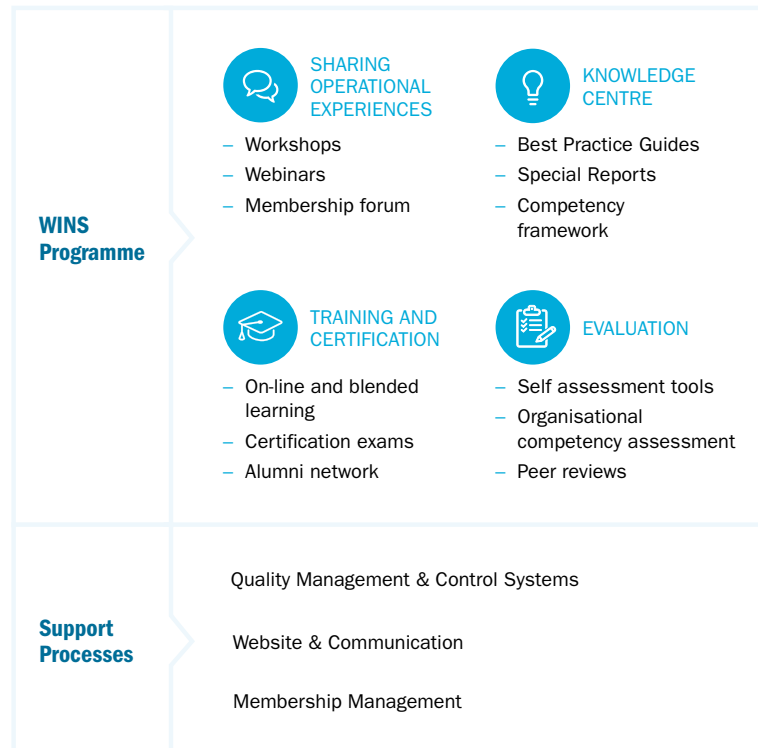 WINS
Programme
SHARING
OPERATIONAL
EXPERIENCES
– Workshops
– Webinars
– Membership forum
KNOWLEDGE
CENTRE
– Best Practice Guides
– Special Reports
– Competency
framework
TRAINING AND
CERTIFICATION
– On-line and blended
learning
– Certification exams
– Alumni network
EVALUATION
– Self assessment tools
– Organisational
competency assessment
– Peer reviews
Support
Processes
Quality Management & Control Systems
Website & Communication
Membership Management